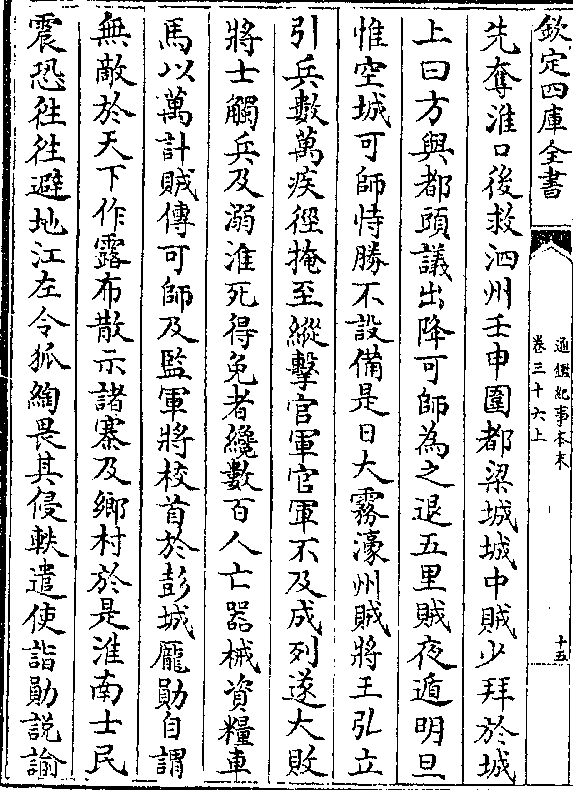 欽定四庫全書
通鑑紀事本末
卷三十六上
十五
先奪淮口後救泗州壬申圍都梁城城中賊少拜於城
上曰方與都頭議出降可師為之退五里賊夜遁明旦
惟空城可師恃勝不設備是日大霧濠州賊將王弘立
引兵數萬疾徑掩至縱擊官軍官軍不及成列遂大敗
將士觸兵及溺淮死得免者纔數百人亡器械資糧車
馬以萬計賊傳可師及監軍將校首於彭城龐勛自謂
無敵於天下作露布散示諸寨及鄉村於是淮南士民
震恐徃徃避地江左令狐綯畏其侵軼遣使詣勛説諭